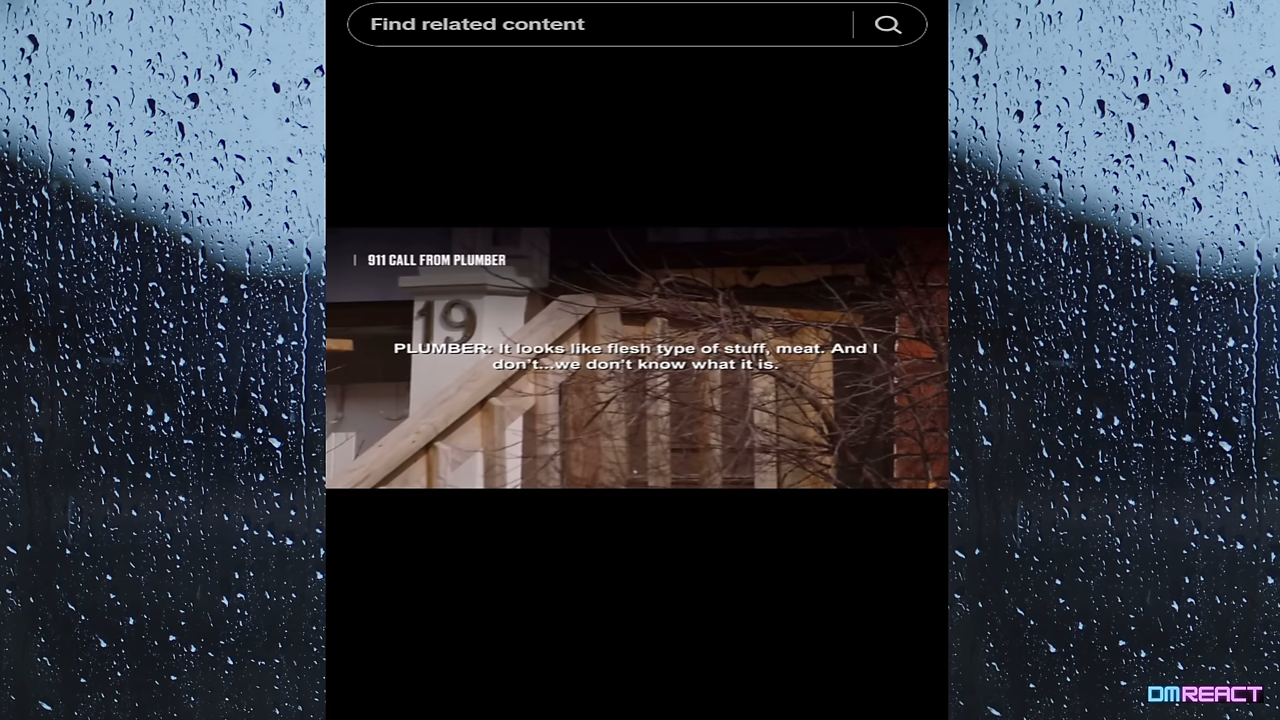 Find related content
911 CALL FROM PLUMBER
19
PLUMBER: It looks like flesh type of stuff, meat. And I
don't...we don't know what it is.
DMREACT